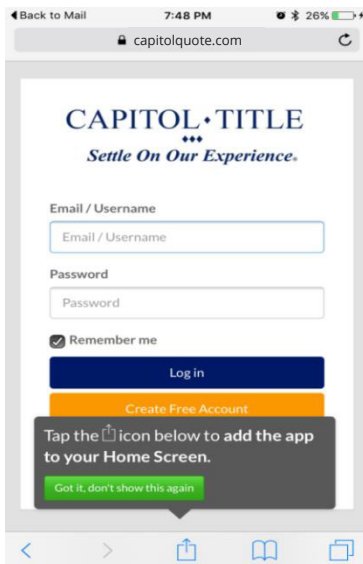 Back to Mail 7:48 PM 26%
capitolquote.com
CAPITOL•TITLE
Settle On Our Experience®
Email / Username
Email / Username
Password
Password
Remember me
Log in
Create Free Account
Tap the icon below to add the app
to your Home Screen.
Got it, don't show this again